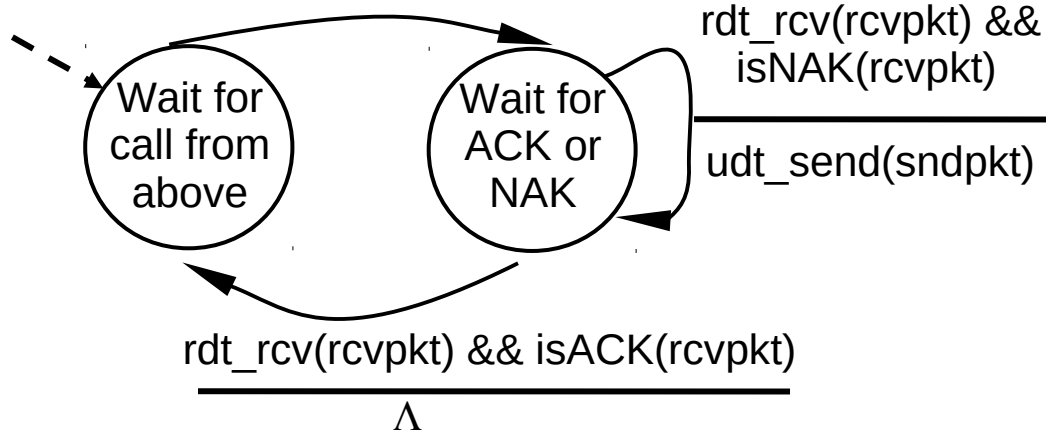 Wait for
call from
above
Wait for
ACK or
NAK
rdt_rcv(rcvpkt) &&
isNAK(rcvpkt)
udt_send(sndpkt)
rdt_rcv(rcvpkt) && isACK(rcvpkt)
Λ